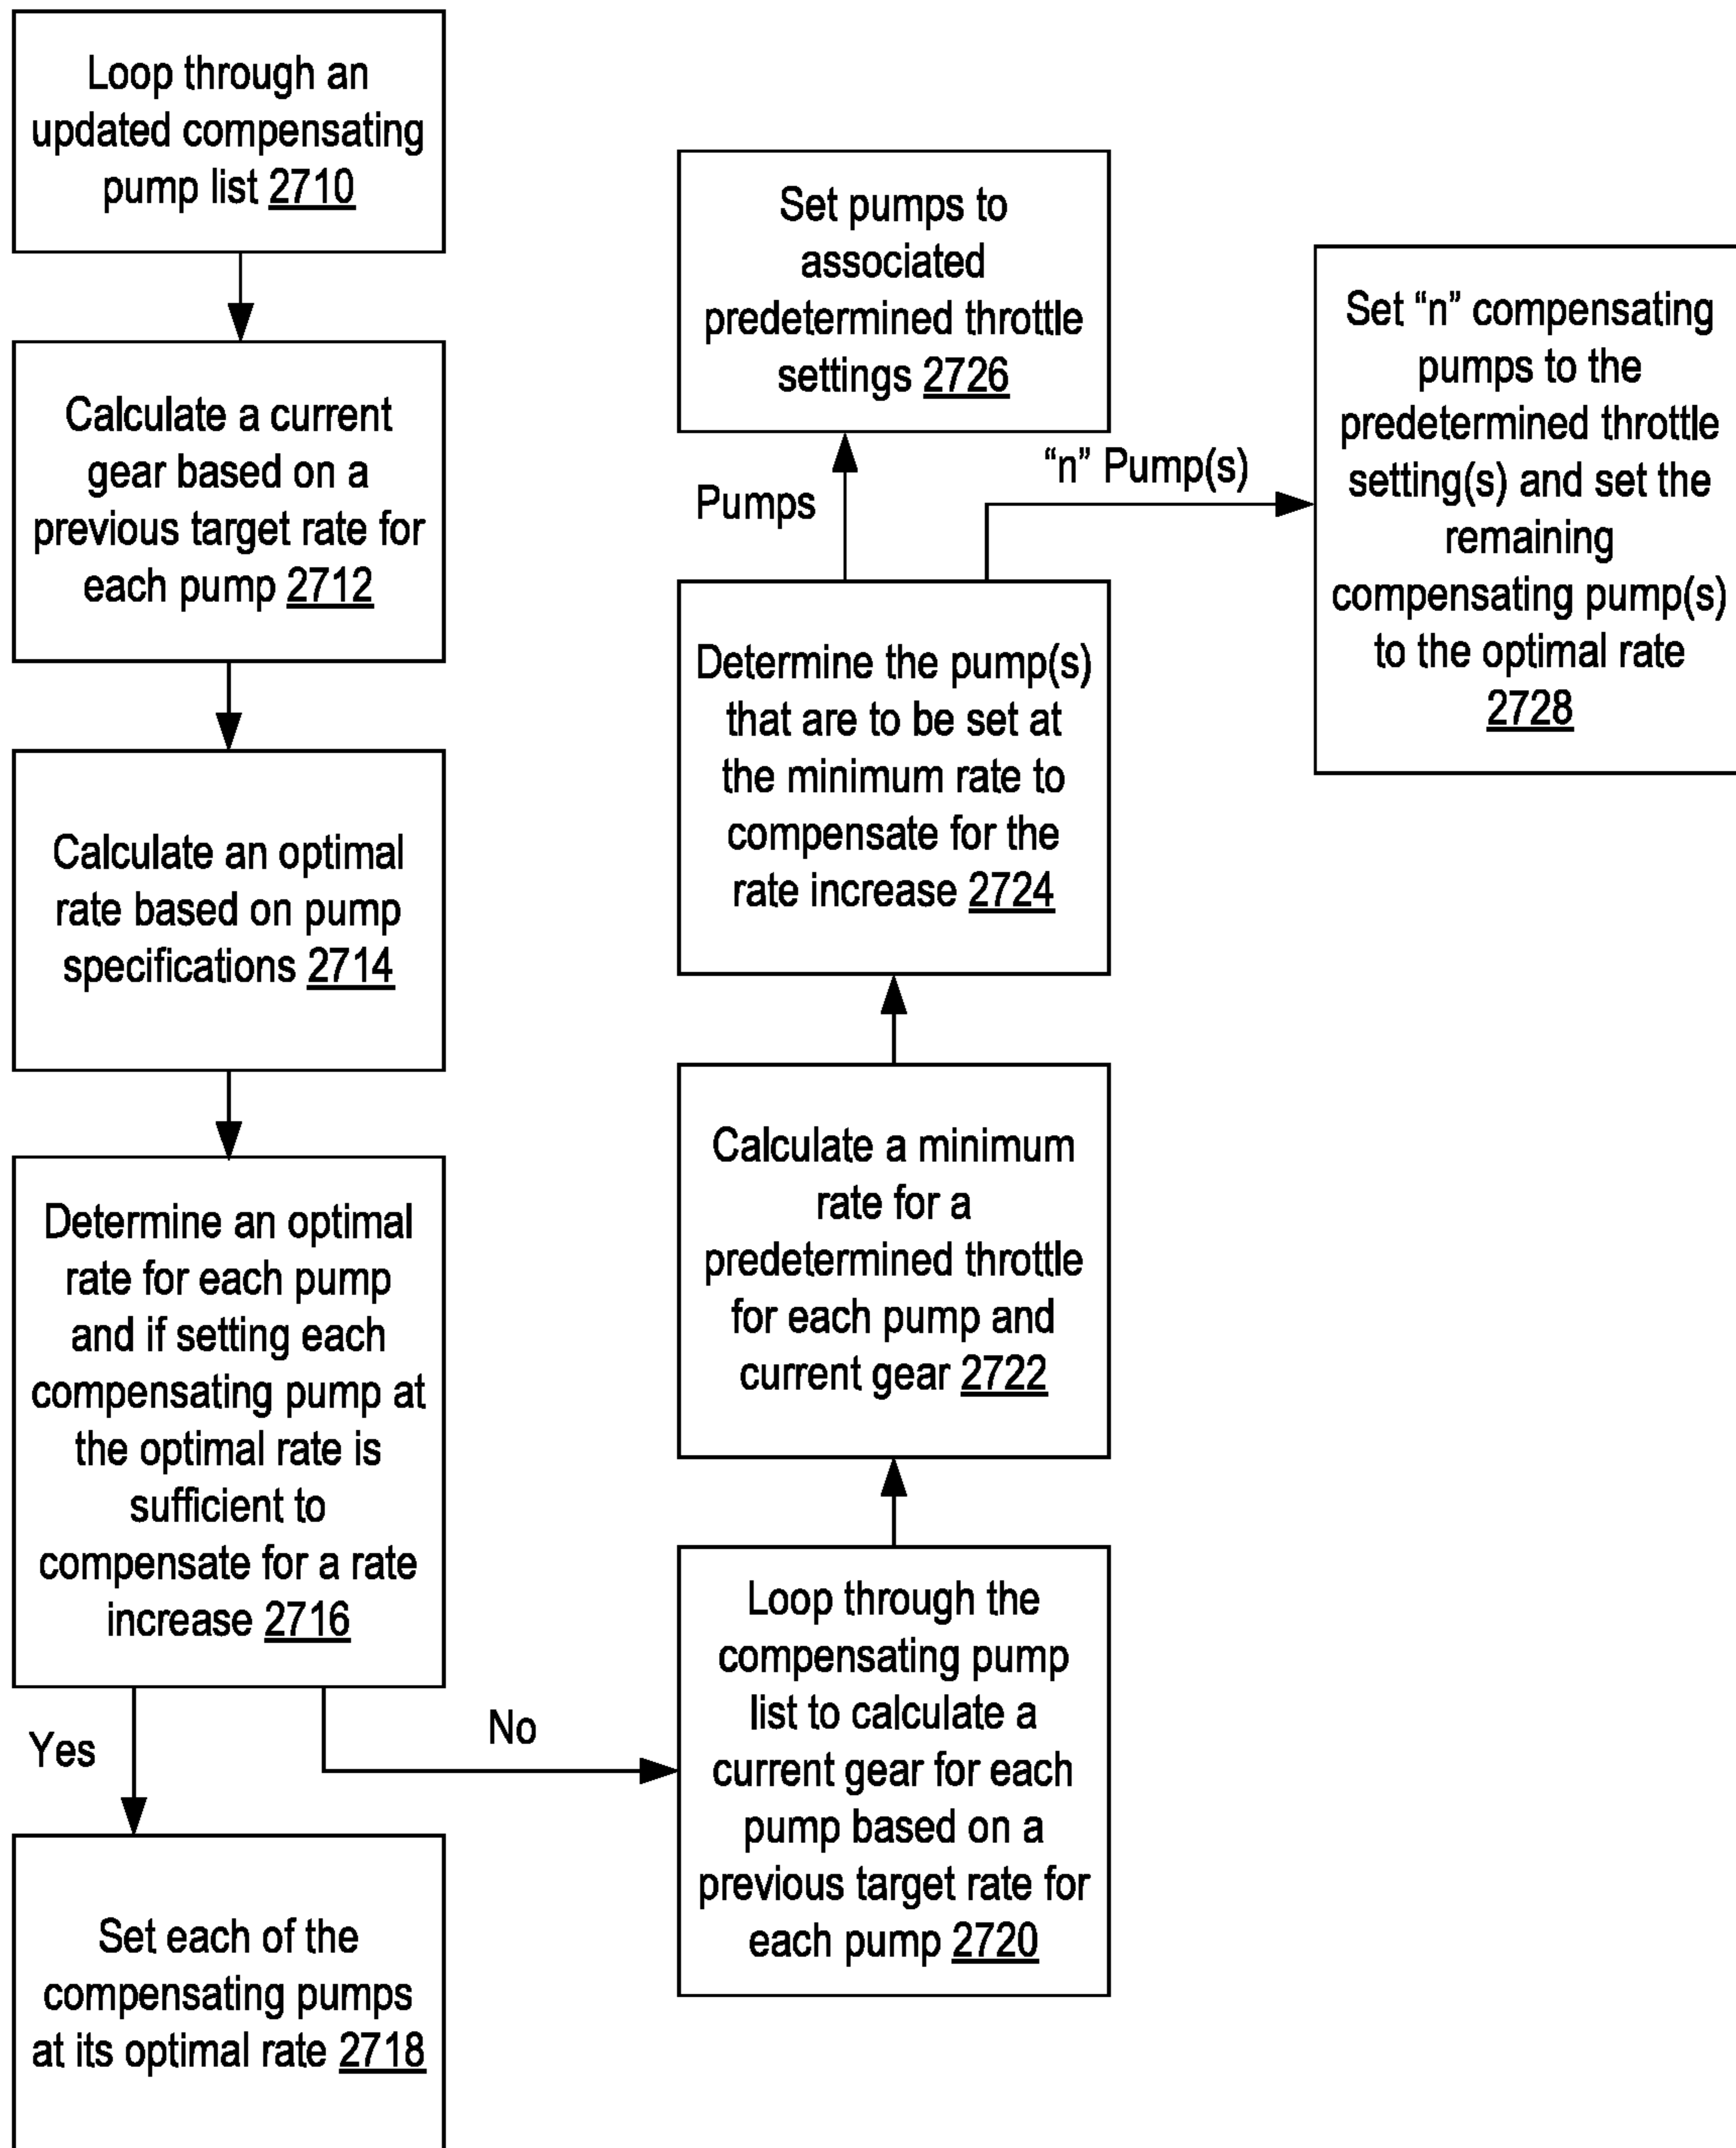 Loop through an
updated compensating
pump list 2710
Calculate a current
gear based on a
previous target rate for
each pump 2712
Calculate an optimal
rate based on pump
specifications 2714
Determine an optimal
rate for each pump
and if setting each
compensating pump at
the optimal rate is
sufficient to
compensate for a rate
increase 2716
Yes
No
Set each of the
compensating pumps
at its optimal rate 2718
Loop through the
compensating pump
list to calculate a
current gear for each
pump based on a
previous target rate for
each pump 2720
Calculate a minimum
rate for a
predetermined throttle
for each pump and
current gear 2722
Determine the pump(s)
that are to be set at
the minimum rate to
compensate for the
rate increase 2724
Pumps
“n” Pump(s)
Set pumps to
associated
predetermined throttle
settings 2726
Set “n” compensating
pumps to the
predetermined throttle
setting(s) and set the
remaining
compensating pump(s)
to the optimal rate
2728